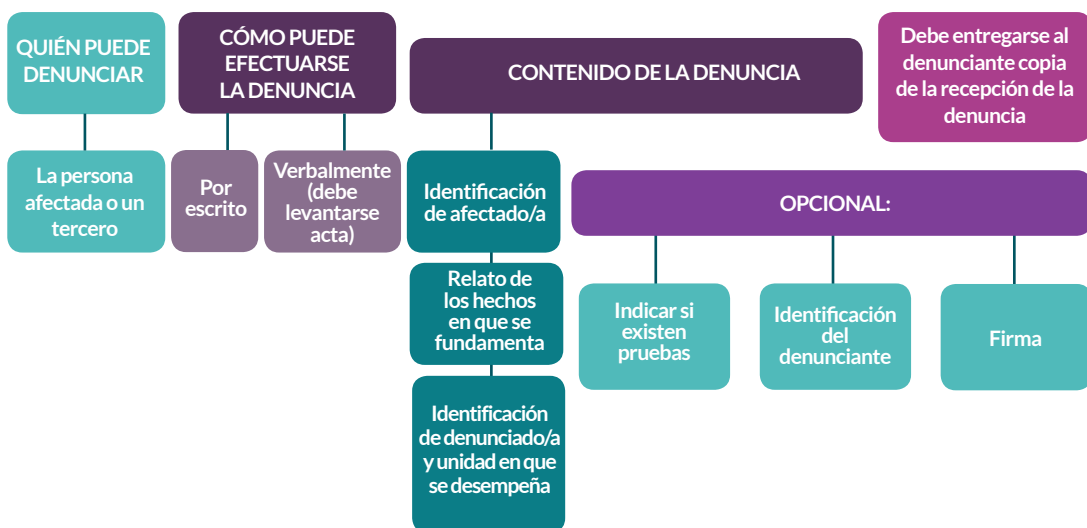 QUIÉN PUEDE
DENUNCIAR
La persona
afectada o un
tercero
CÓMO PUEDE
EFECTUARSE
LA DENUNCIA
Por
escrito
Verbalmente
(debe
levantarse
acta)
CONTENIDO DE LA DENUNCIA
Identificación
de afectado/a
Relato de
los hechos
en que se
fundamenta
Identificación
de denunciado/a
y unidad en que
se desempeña
OPCIONAL:
Indicar si
existen
pruebas
Identificación
del
denunciante
Firma
Debe entregarse al
denunciante copia
de la recepción de la
denuncia